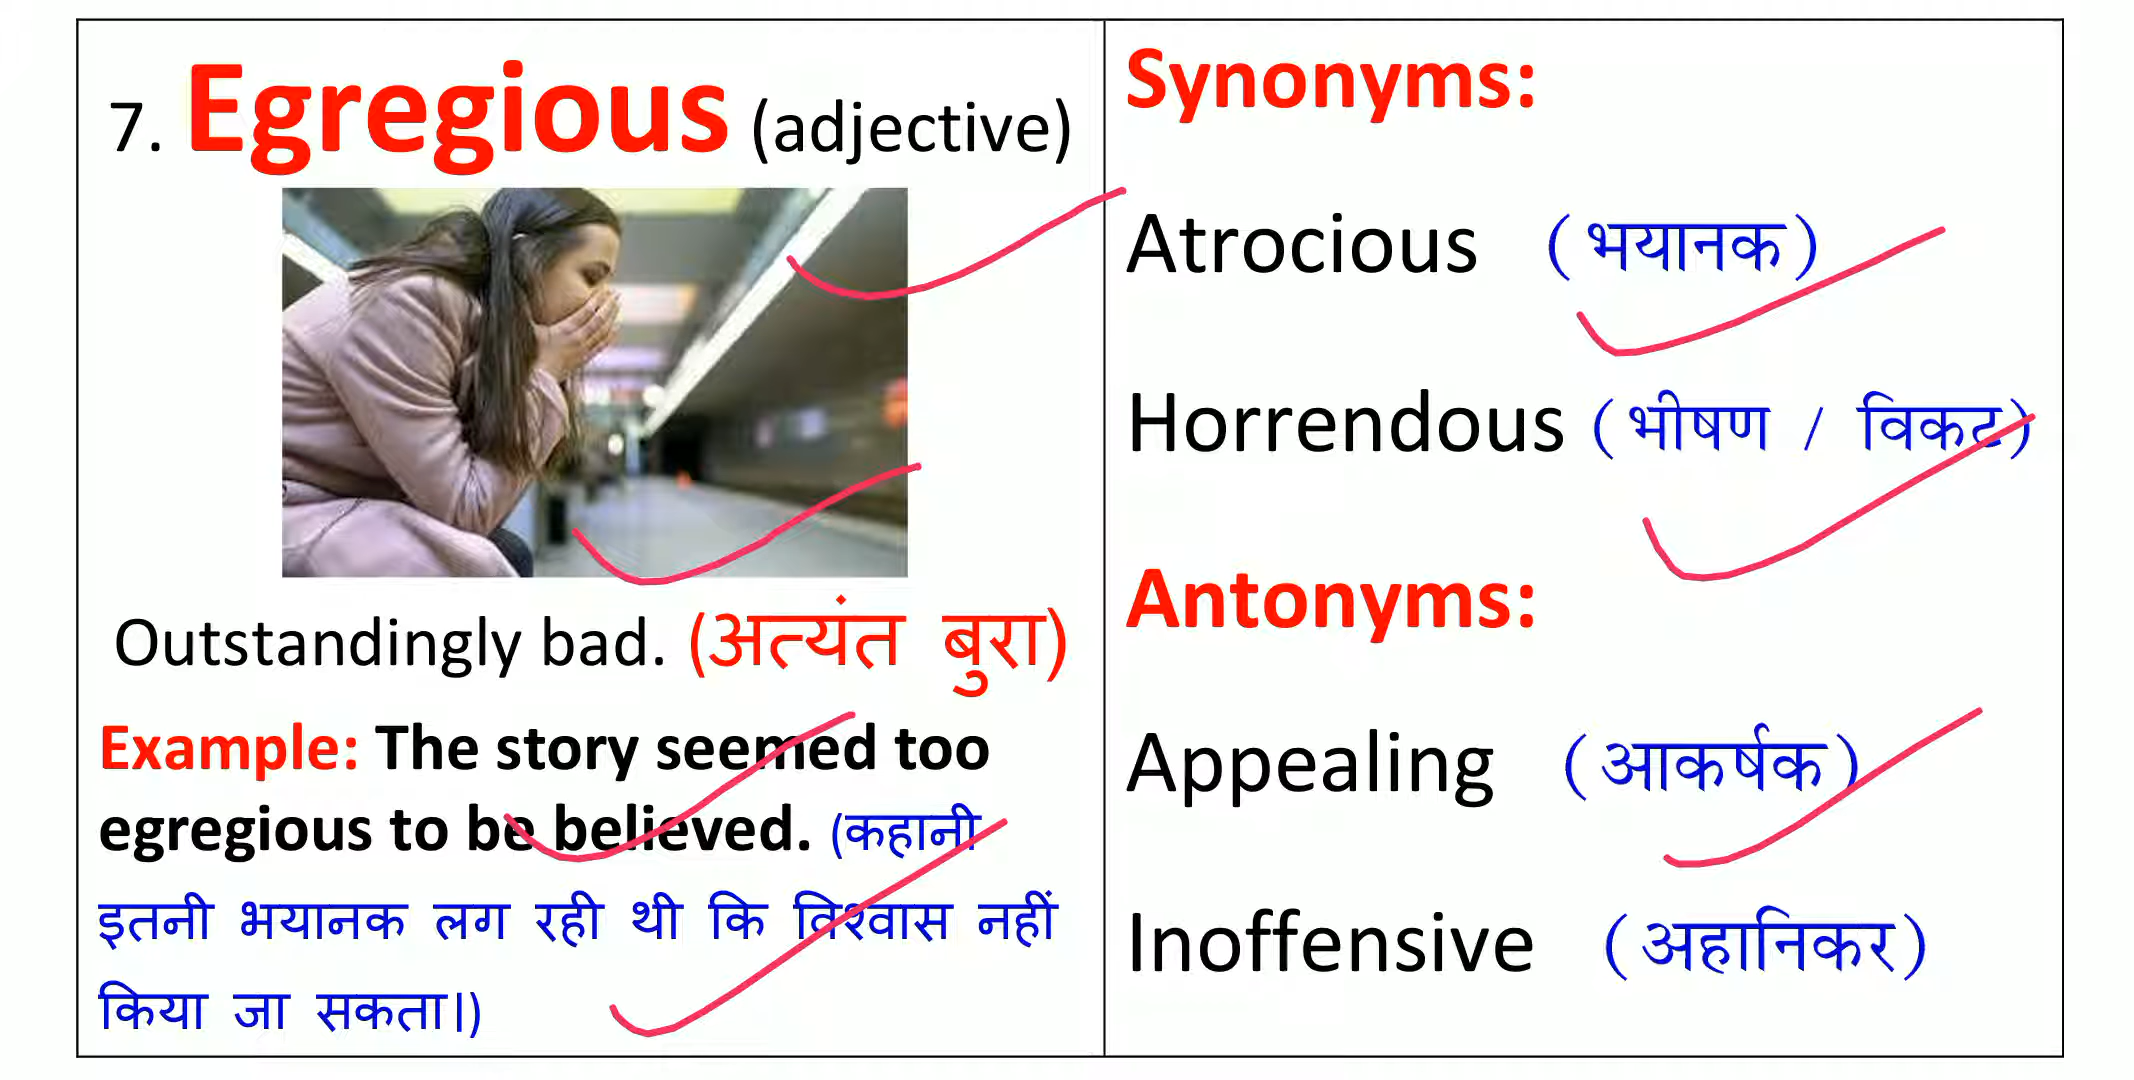 7. Egregious (adjective)
Outstandingly bad. (अत्यंत बुरा)
Example: The story seemed too
egregious to be believed. (कहानी
इतनी भयानक लग रही थी कि विश्वास नहीं
किया जा सकता।)
Synonyms:
Atrocious (भयानक)
Horrendous (भीषण / विकट)
Antonyms:
Appealing (आकर्षक)
Inoffensive (अहानिकर)